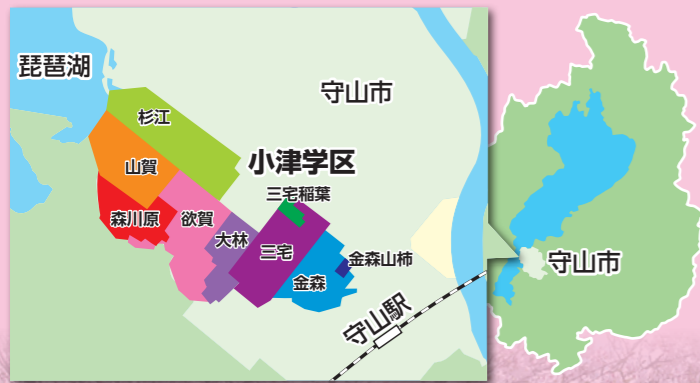 琵琶湖
守山市
杉江
小津学区
山賀
三宅稲葉
森川原
欲賀
大林
三宅
金森山柿
金森
守山駅
守山市